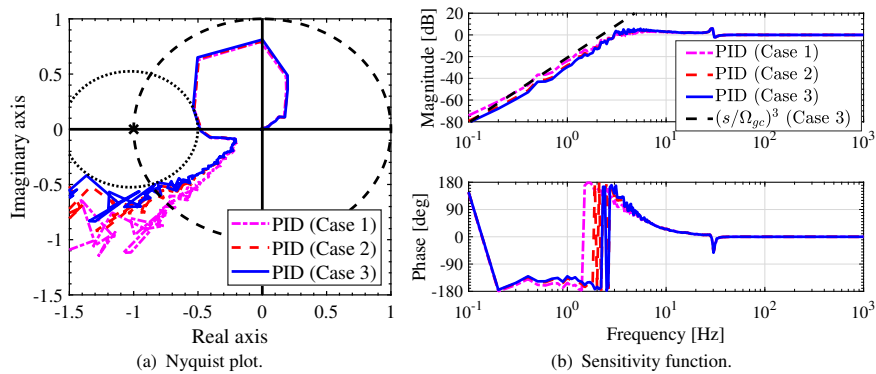 1
0.5
0
-0.5
-1
-1.5
-1.5
-1
-0.5
0
0.5
1
Imaginary axis
Real axis
PID (Case 1)
PID (Case 2)
PID (Case 3)
(a) Nyquist plot.
20
0
-20
-40
-60
-80
Magnitude [dB]
10^-1
10^0
10^1
10^2
10^3
PID (Case 1)
PID (Case 2)
PID (Case 3)
(s/Ω_gc)^3 (Case 3)
180
90
0
-90
-180
Phase [deg]
10^-1
10^0
10^1
10^2
10^3
Frequency [Hz]
(b) Sensitivity function.